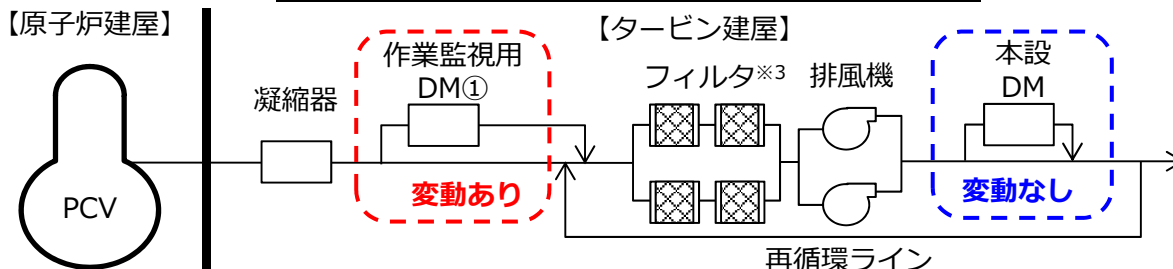 【原子炉建屋】
【タービン建屋】
作業監視用
DM①
凝縮器
フィルタ※3
排風機
本設
DM
PCV
変動あり
変動なし
再循環ライン